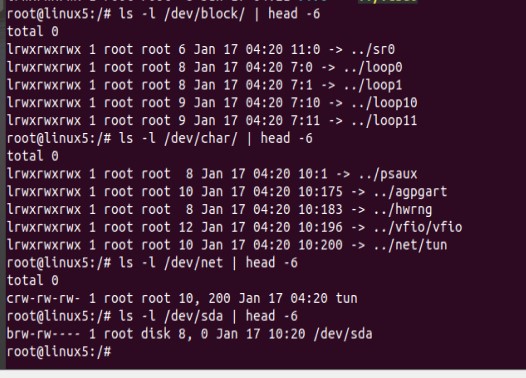 root@linux5:/# ls -l /dev/block/ | head -6
total 0
lrwxrwxrwx 1 root root 6 Jan 17 04:20 11:0 -> ../sr0
lrwxrwxrwx 1 root root 8 Jan 17 04:20 7:0 -> ../loop0
lrwxrwxrwx 1 root root 8 Jan 17 04:20 7:1 -> ../loop1
lrwxrwxrwx 1 root root 9 Jan 17 04:20 7:10 -> ../loop10
lrwxrwxrwx 1 root root 9 Jan 17 04:20 7:11 -> ../loop11
root@linux5:/# ls -l /dev/char/ | head -6
total 0
lrwxrwxrwx 1 root root  8 Jan 17 04:20 10:1 -> ../psaux
lrwxrwxrwx 1 root root 10 Jan 17 04:20 10:175 -> ../agpgart
lrwxrwxrwx 1 root root  8 Jan 17 04:20 10:183 -> ../hwrng
lrwxrwxrwx 1 root root 12 Jan 17 04:20 10:196 -> ../vfio/vfio
lrwxrwxrwx 1 root root 10 Jan 17 04:20 10:200 -> ../net/tun
root@linux5:/# ls -l /dev/net | head -6
total 0
crw-rw-rw- 1 root root 10, 200 Jan 17 04:20 tun
root@linux5:/# ls -l /dev/sda | head -6
brw-rw---- 1 root disk 8, 0 Jan 17 10:20 /dev/sda
root@linux5:/#